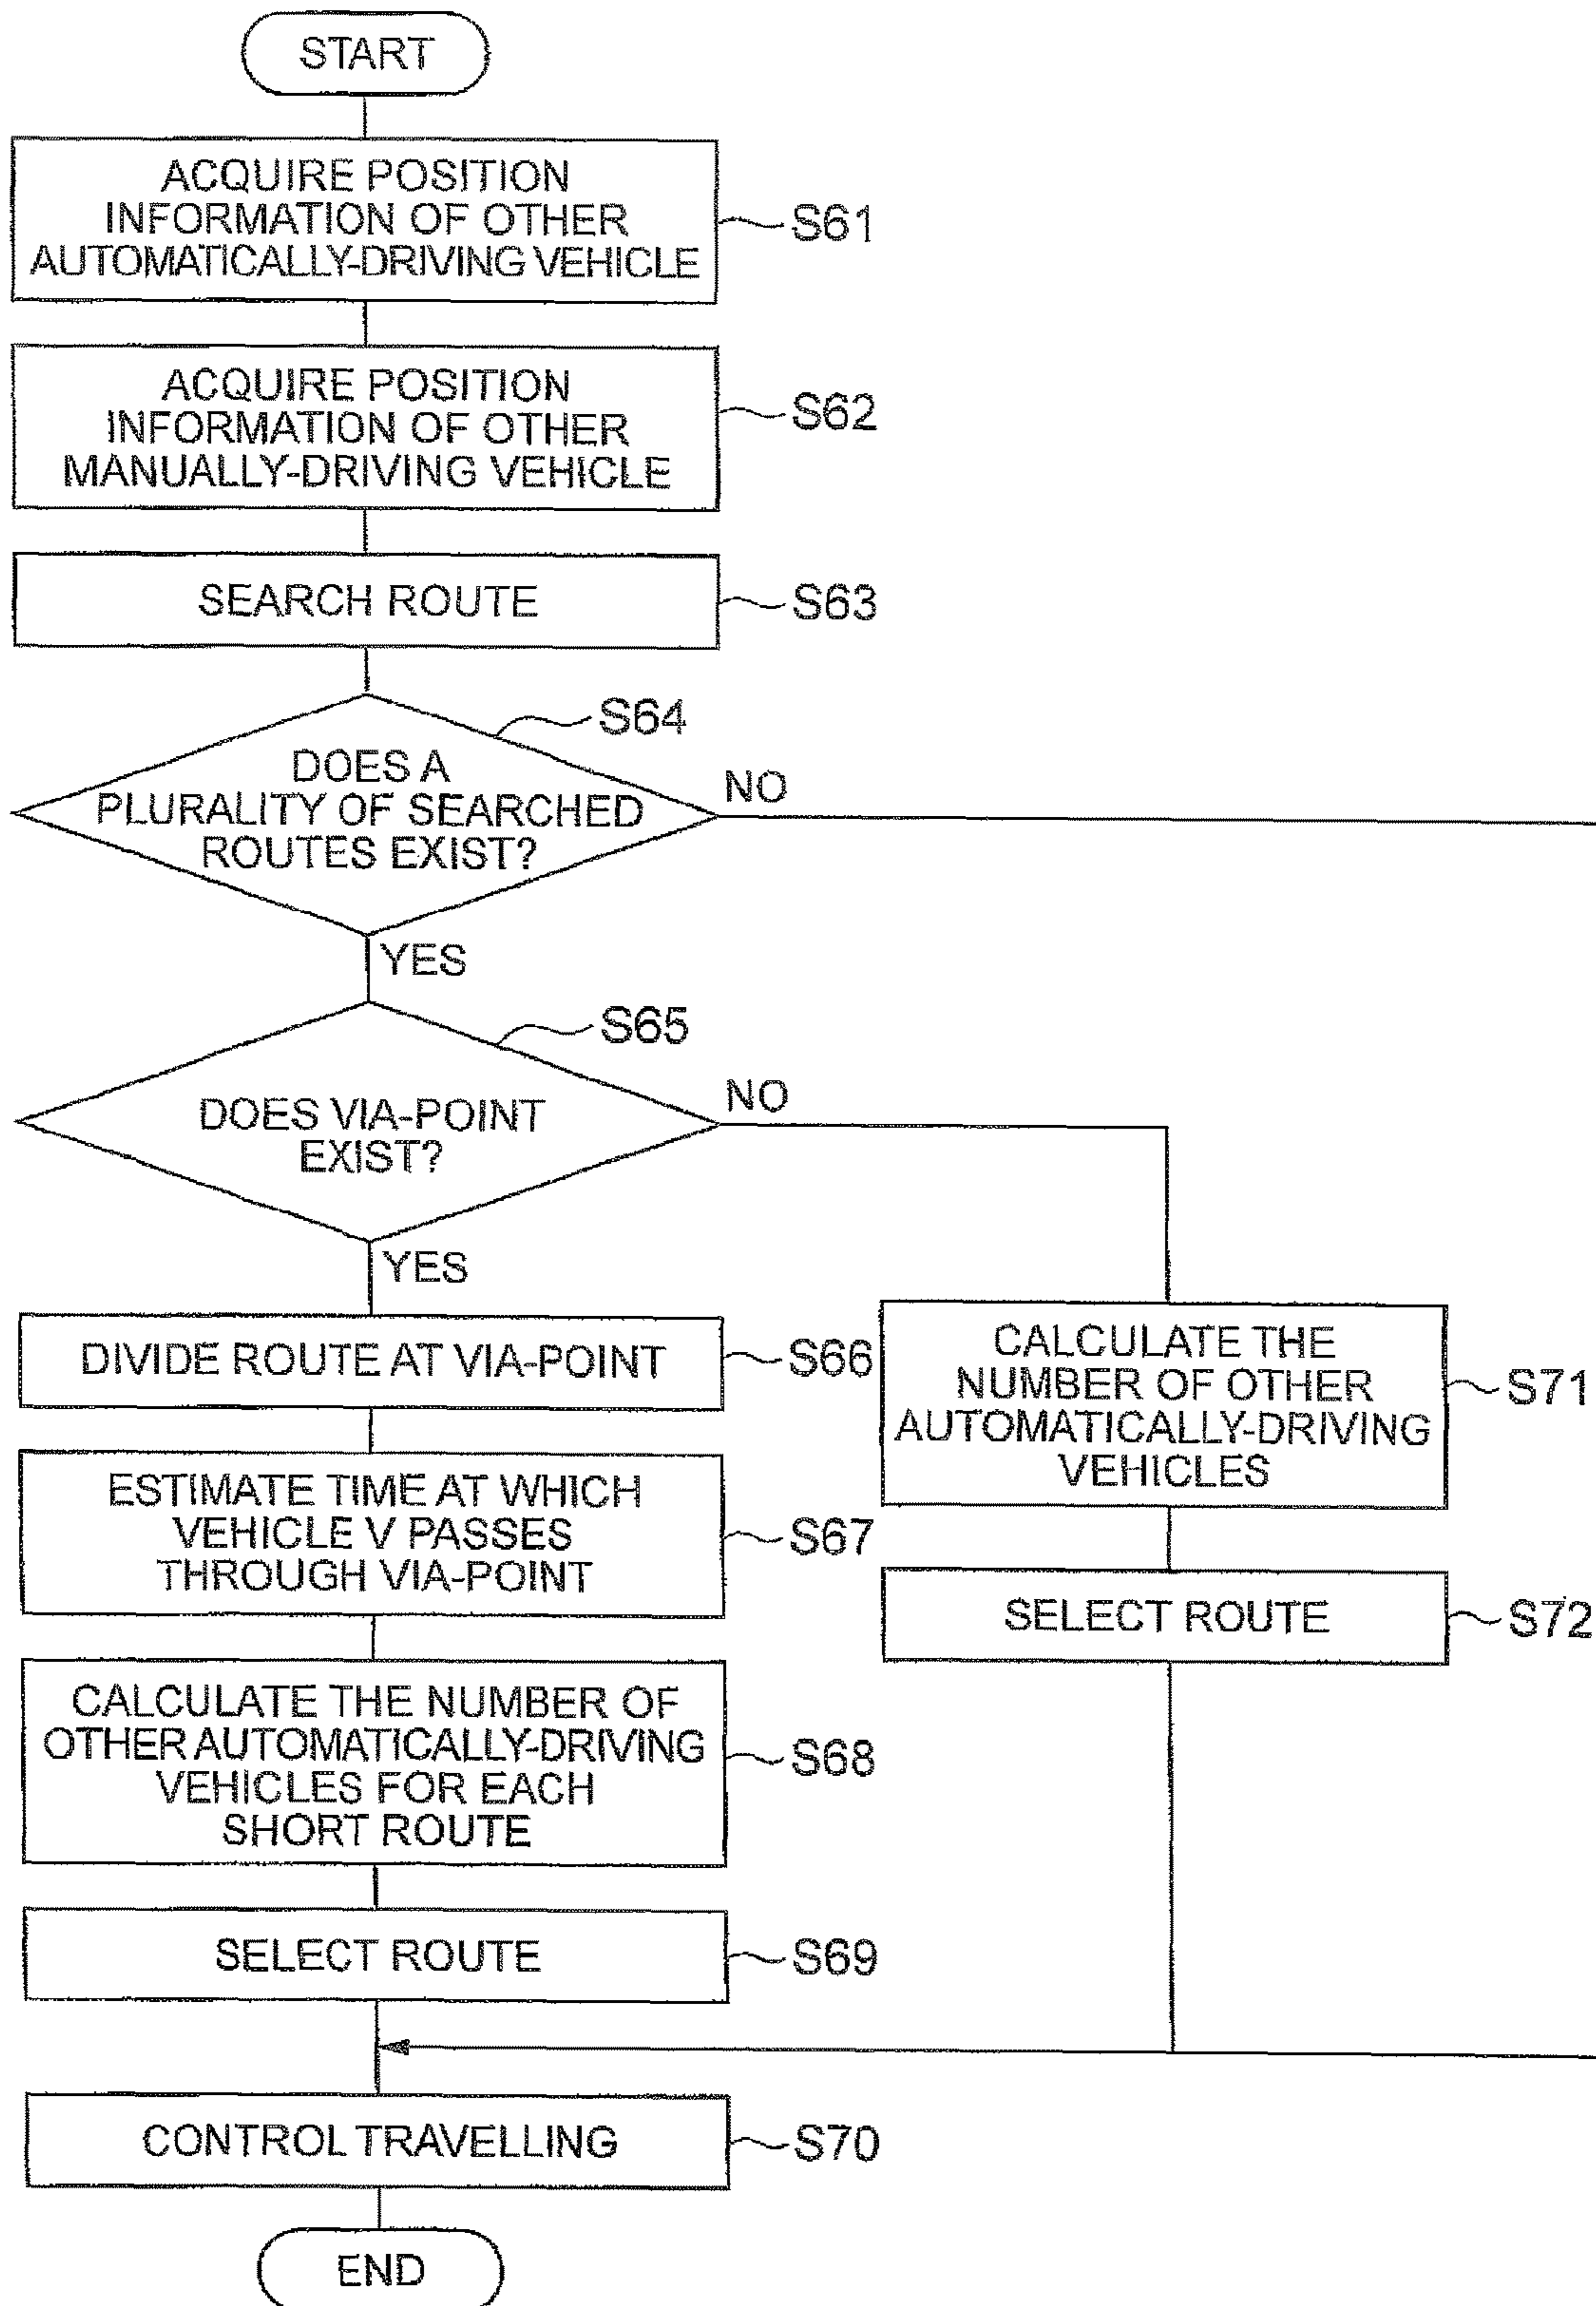 START
ACQUIRE POSITION
INFORMATION OF OTHER
AUTOMATICALLY-DRIVING VEHICLE
S61
ACQUIRE POSITION
INFORMATION OF OTHER
MANUALLY-DRIVING VEHICLE
S62
SEARCH ROUTE
S63
S64
DOES A
PLURALITY OF SEARCHED
ROUTES EXIST?
NO
YES
S65
DOES VIA-POINT
EXIST?
NO
YES
DIVIDE ROUTE AT VIA-POINT
S66
ESTIMATE TIME AT WHICH
VEHICLE V PASSES
THROUGH VIA-POINT
S67
CALCULATE THE NUMBER OF
OTHER AUTOMATICALLY-DRIVING
VEHICLES FOR EACH
SHORT ROUTE
S68
SELECT ROUTE
S69
CALCULATE THE
NUMBER OF OTHER
AUTOMATICALLY-DRIVING
VEHICLES
S71
SELECT ROUTE
S72
CONTROL TRAVELLING
S70
END